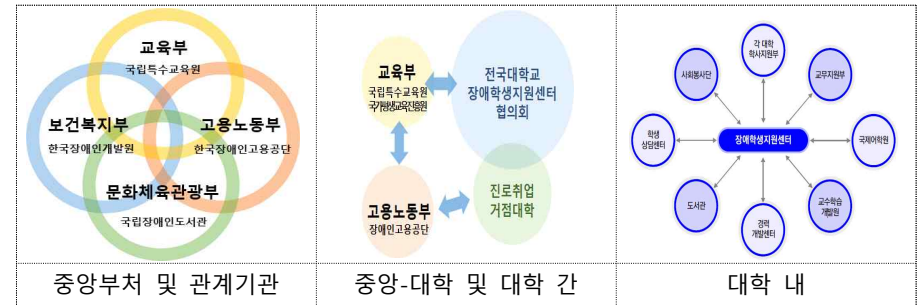 교육부
국립특수교육원
보건복지부
한국장애인개발원
고용노동부
한국장애인고용공단
문화체육관광부
국립장애인도서관
교육부
국립특수교육원
국가평생교육진흥원
전국대학교
장애학생지원센터
협의회
고용노동부
장애인고용공단
진로취업
거점대학
각 대학
학사지원부
사회봉사단
교무지원부
학생
상담센터
장애학생지원센터
국제어학원
도서관
교수학습
개발원
경력
개발센터
중앙부처 및 관계기관
중앙-대학 및 대학 간
대학 내